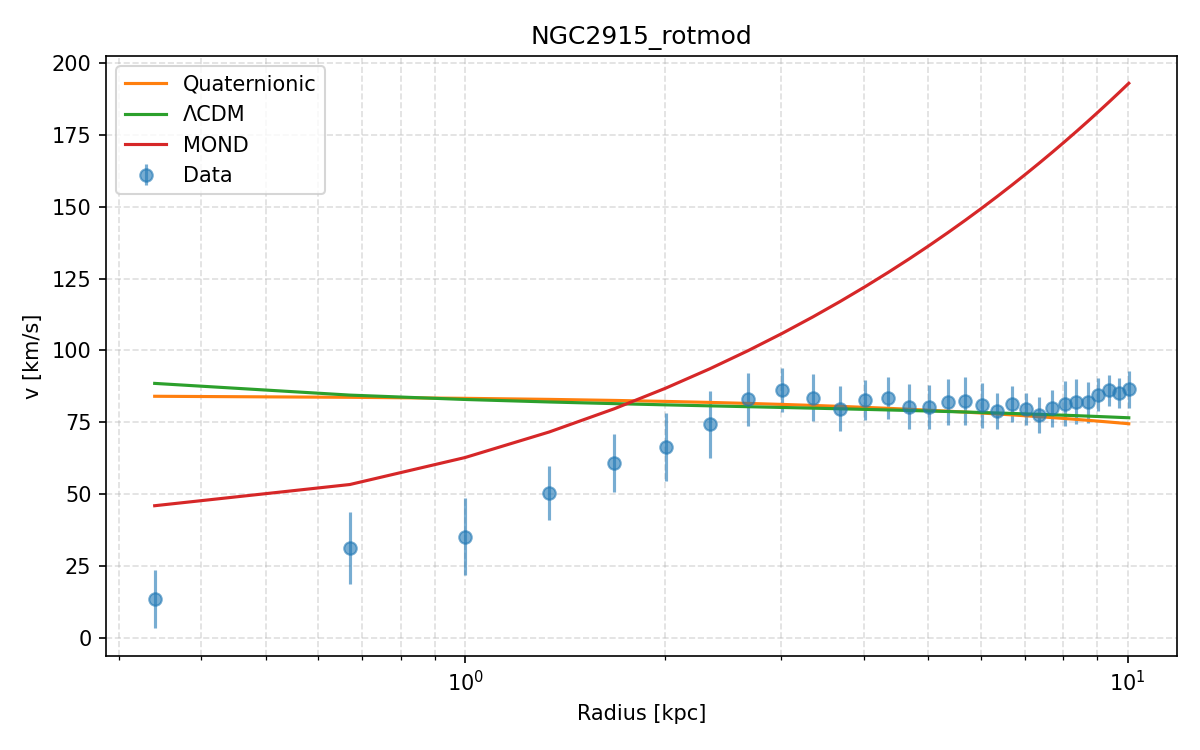 NGC2915_rotmod
Quaternionic
ΛCDM
MOND
Data
200
175
150
125
100
75
50
25
0
v [km/s]
10⁰
10¹
Radius [kpc]